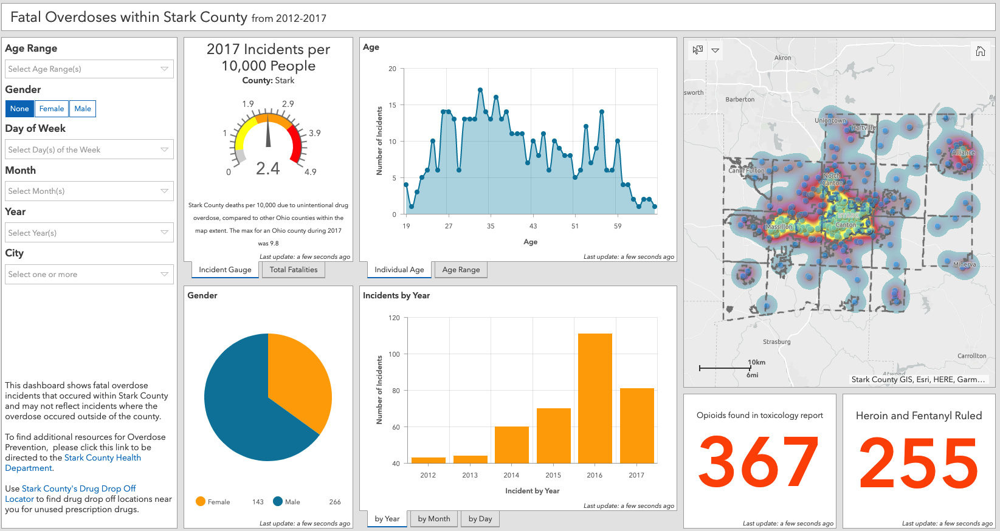 Fatal Overdoses within Stark County from 2012-2017
Age Range
Select Age Range(s)
Gender
None Female Male
Day of Week
Select Day(s) of the Week
Month
Select Month(s)
Year
Select Year(s)
City
Select one or more
This dashboard shows fatal overdose
incidents that occured within Stark County
and may not reflect incidents where the
overdose occured outside of the county.
To find additional resources for Overdose
Prevention, please click this link to be
directed to the Stark County Health
Department.
Use Stark County's Drug Drop Off
Locator to find drug drop off locations near
you for unused prescription drugs.
2017 Incidents per
10,000 People
County: Stark
1.9 2.9
1 3.9
0 2.4 4.9
Stark County deaths per 10,000 due to unintentional drug
overdose, compared to other Ohio counties within the
map extent. The max for an Ohio county during 2017
was 9.8
Last update: a few seconds ago
Incident Gauge Total Fatalities
Age
Number of Incidents
20
15
10
5
0
19 27 35 43 51 59
Age
Last update: a few seconds ago
Individual Age Age Range
Gender
Female 143 Male 266
Last update: a few seconds ago
Incidents by Year
Number of Incidents
120
100
80
60
40
2012 2013 2014 2015 2016 2017
Incident by Year
Last update: a few seconds ago
by Year by Month by Day
Akron
sworth
Barberton
Uniontown
Hartville
Alliance
Canal Fulton
North
Canton
Massillon
Canton
Minerva
Strasburg
Carrollton
10km
6mi
Stark County GIS, Esri, HERE, Garm...
Opioids found in toxicology report
367
Last update: a few seconds ago
Heroin and Fentanyl Ruled
255
Last update: a few seconds ago